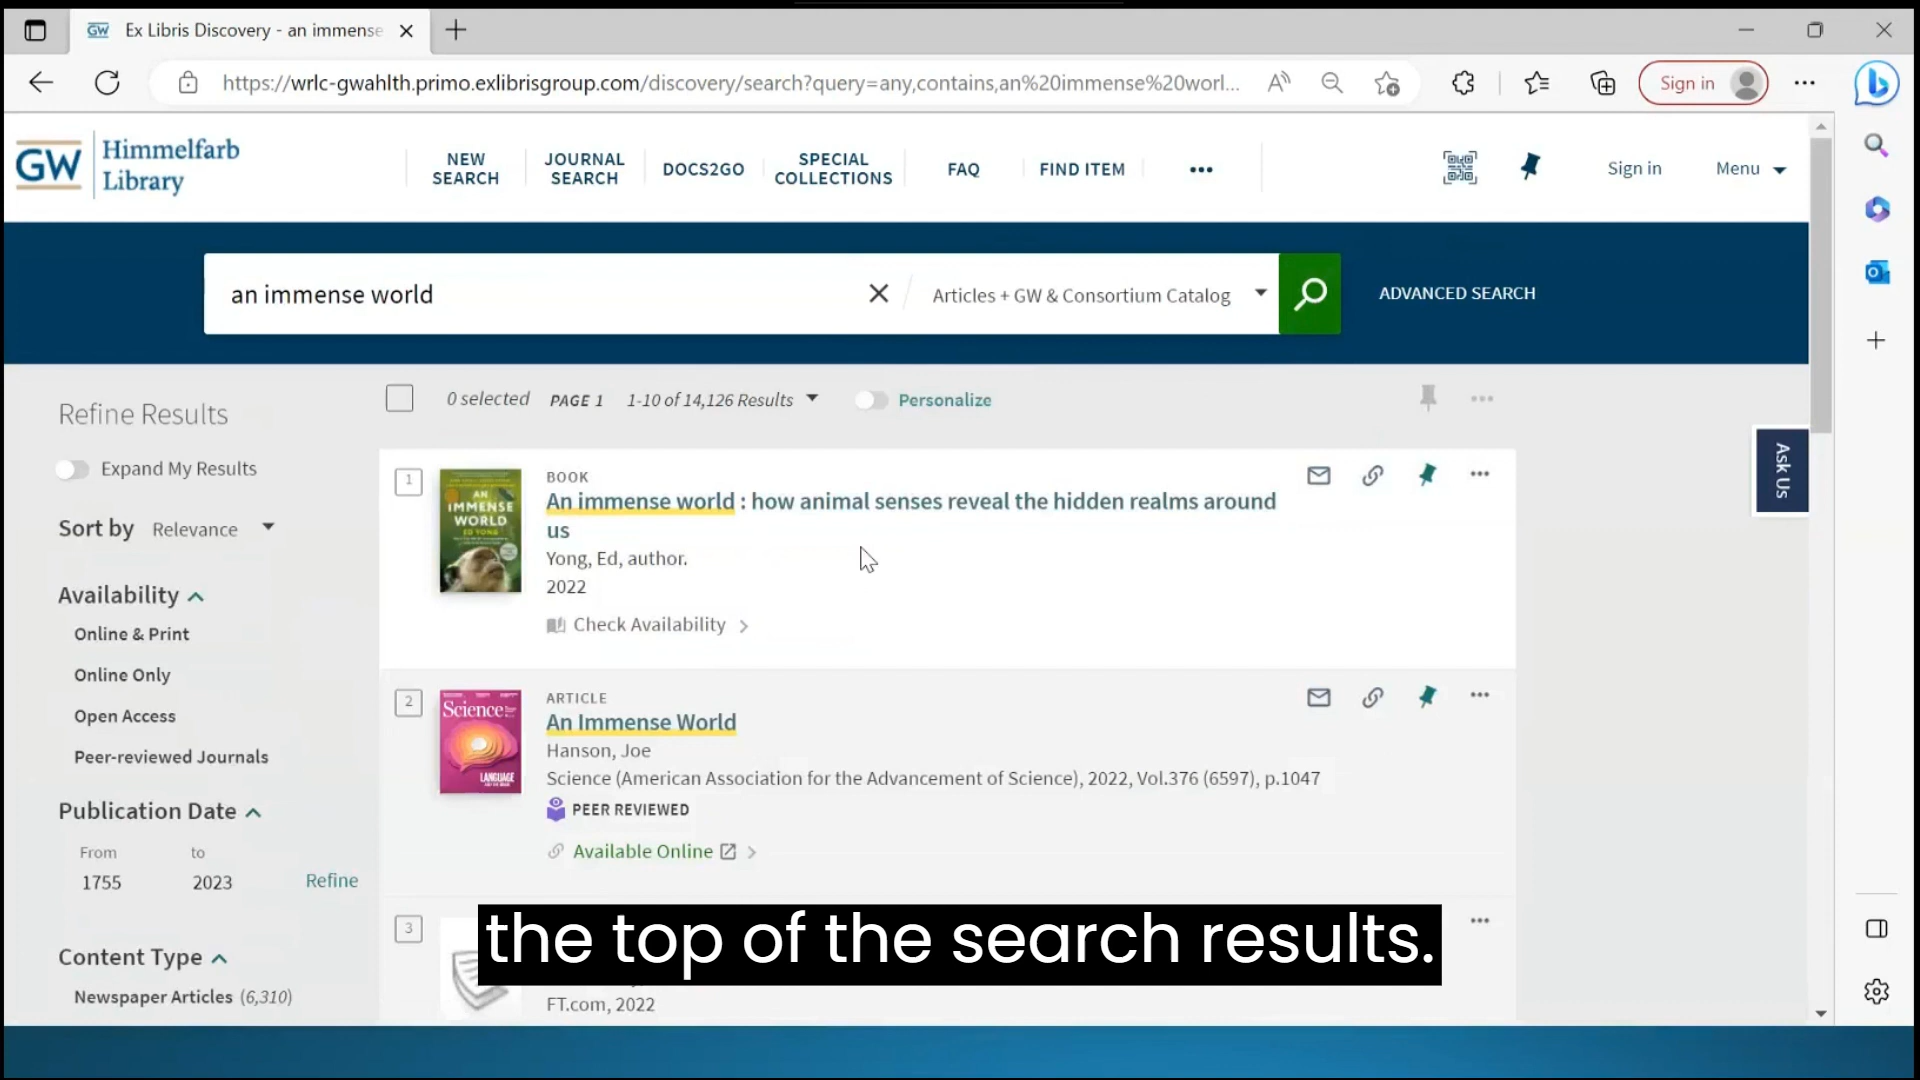 GW Ex Libris Discovery - an immense
https://wrlc-gwahlth.primo.exlibrisgroup.com/discovery/search?query=any,contains,an%20immense%20worl...
Sign in
GW Himmelfarb
Library
NEW
SEARCH
JOURNAL
SEARCH
DOCS2GO
SPECIAL
COLLECTIONS
FAQ
FIND ITEM
Sign in
Menu
an immense world
Articles + GW & Consortium Catalog
ADVANCED SEARCH
Refine Results
Expand My Results
Sort by Relevance
Availability
Online & Print
Online Only
Open Access
Peer-reviewed Journals
Publication Date
From to
1755 2023 Refine
Content Type
Newspaper Articles (6,310)
0 selected PAGE 1 1-10 of 14,126 Results Personalize
Ask Us
1
AN
IMMENSE
WORLD
ED YONG
BOOK
An immense world : how animal senses reveal the hidden realms around
us
Yong, Ed, author.
2022
Check Availability
2
Science
LANGUAGE
ARTICLE
An Immense World
Hanson, Joe
Science (American Association for the Advancement of Science), 2022, Vol.376 (6597), p.1047
PEER REVIEWED
Available Online
3
the top of the search results.
FT.com, 2022